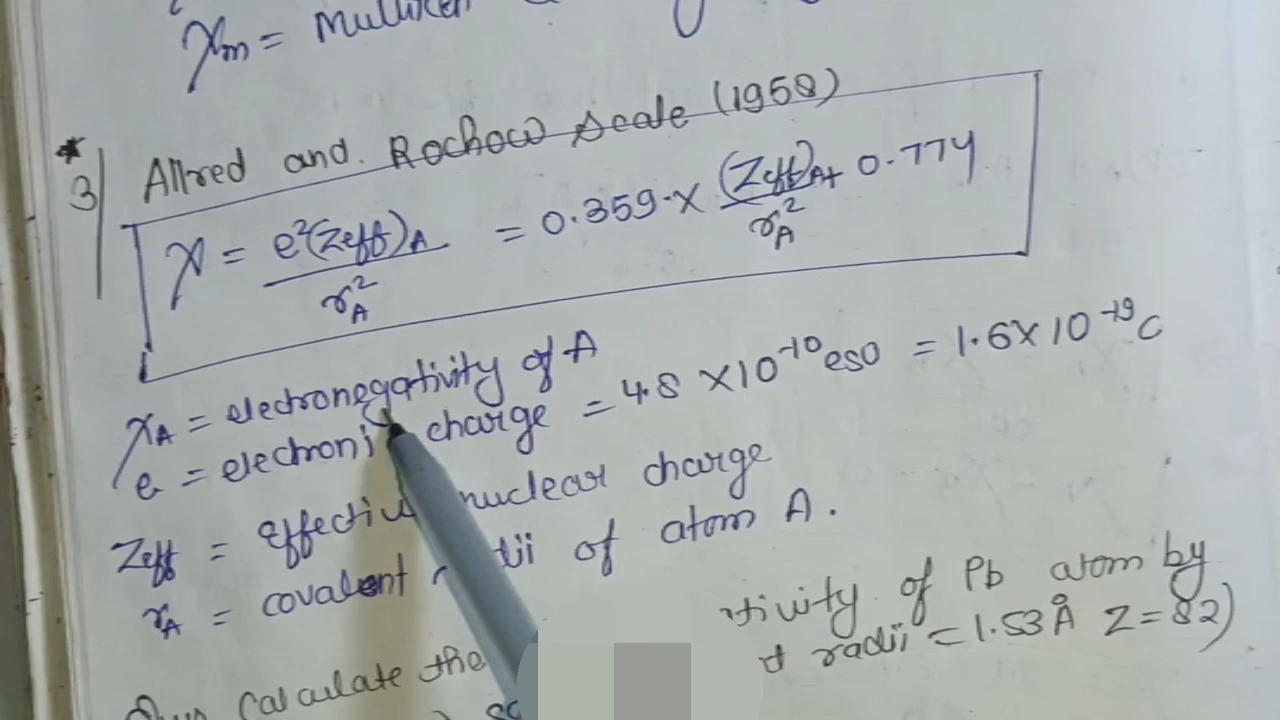 χm = Mulliken
* 3) Allred and. Rochow Scale (1958)
χ = e²(Zeff)A / rA² = 0.359 × (Zeff)A / rA² + 0.774
χA = electronegativity of A
e = electronic charge = 4.8 × 10⁻¹⁰ eso = 1.6 × 10⁻¹⁹ C
Zeff = Effective nuclear charge
rA = covalent radii of atom A.
Calculate the tivity of Pb atom by
radii = 1.53 Å Z = 82)